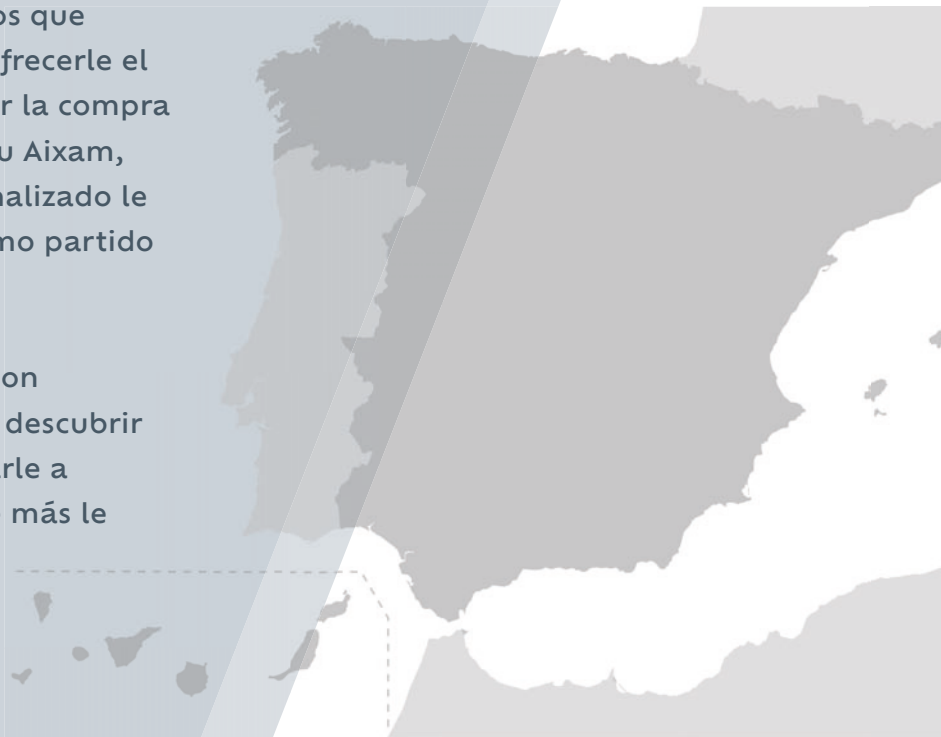 os que
frecerle el
r la compra
u Aixam,
nalizado le
mo partido
on
descubrir
rle a
más le